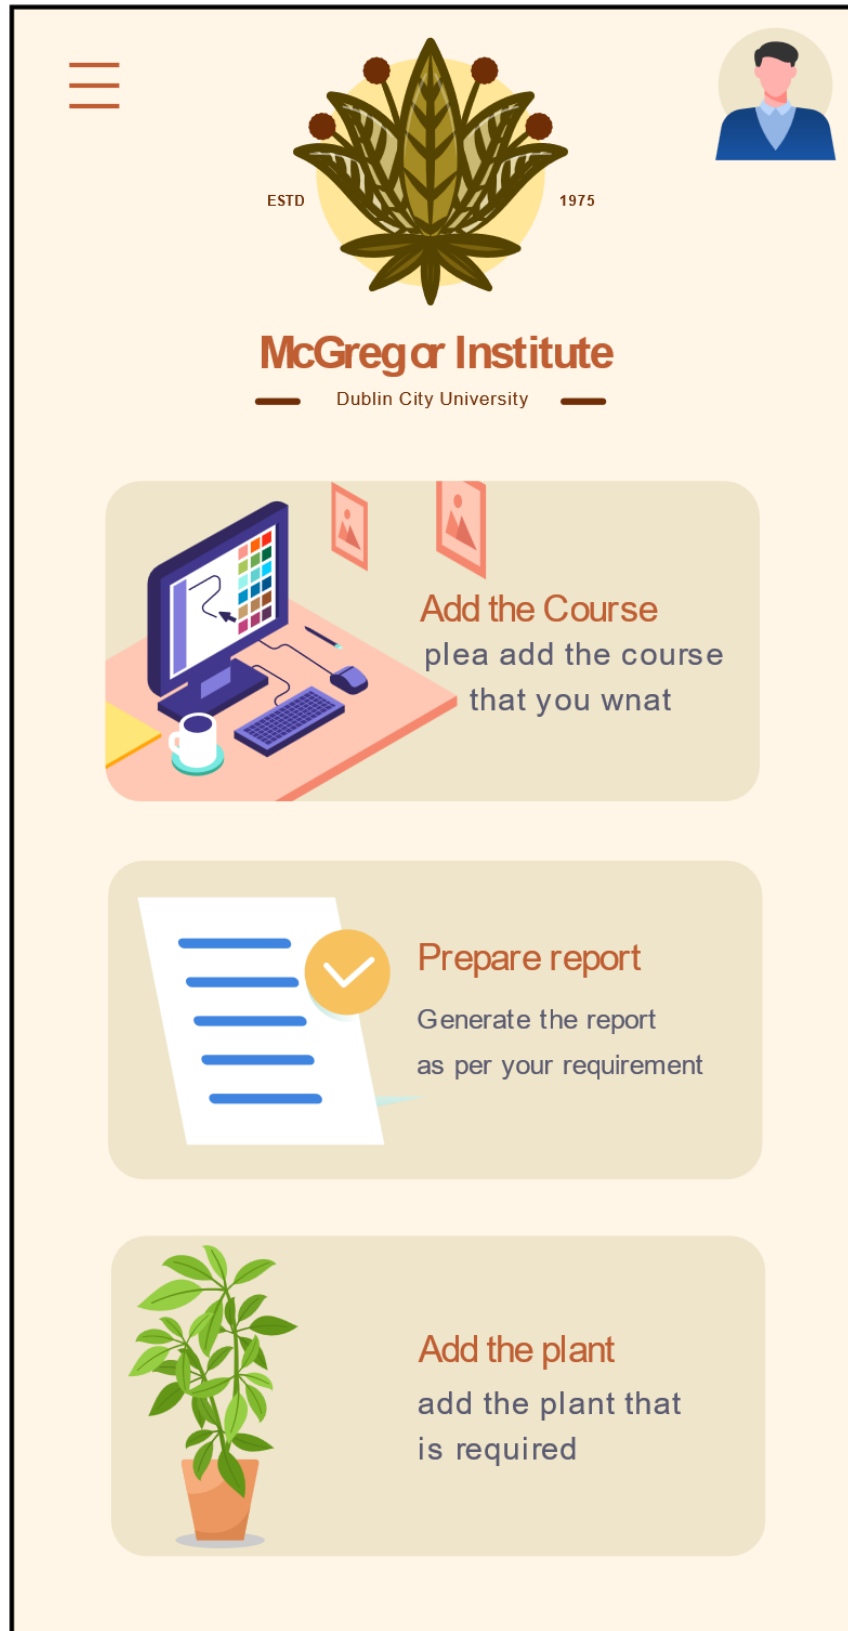 ESTD
1975
McGregor Institute
Dublin City University
Add the Course
plea add the course
that you wnat
Prepare report
Generate the report
as per your requirement
Add the plant
add the plant that
is required